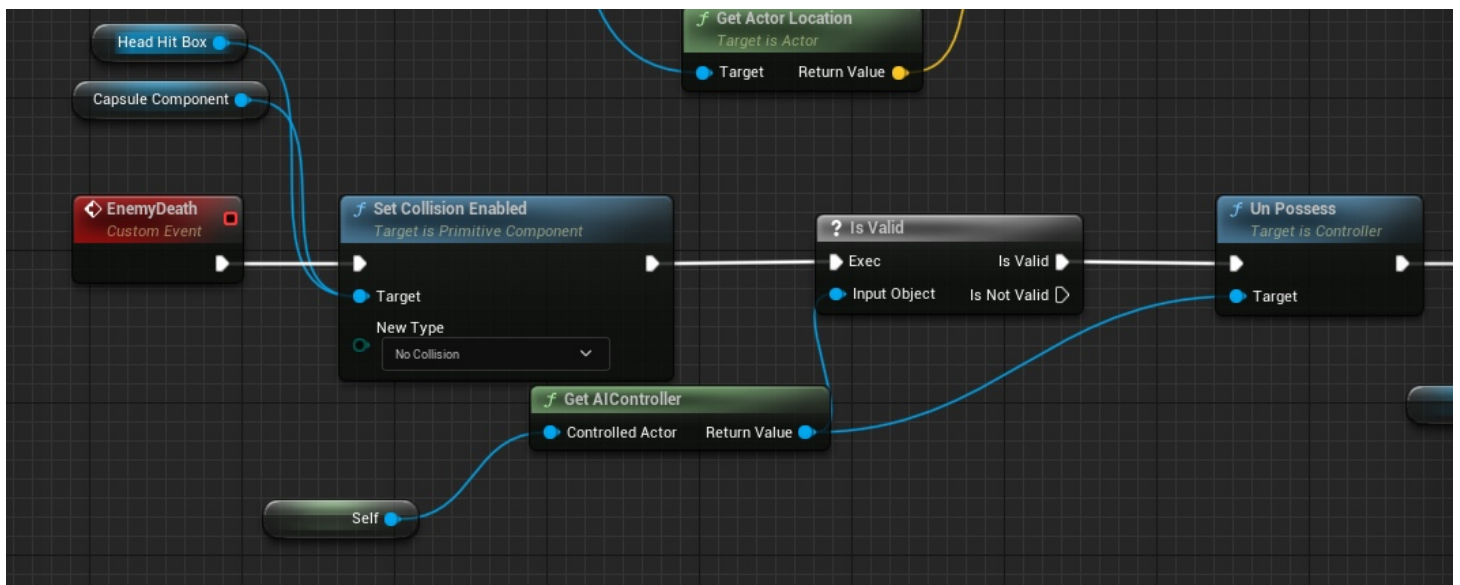 Get Actor Location
Target is Actor
Target Return Value
Head Hit Box
Capsule Component
EnemyDeath
Custom Event
Set Collision Enabled
Target is Primitive Component
Target
New Type
No Collision
? Is Valid
Exec Is Valid
Input Object Is Not Valid
Un Possess
Target is Controller
Target
Get AIController
Controlled Actor Return Value
Self